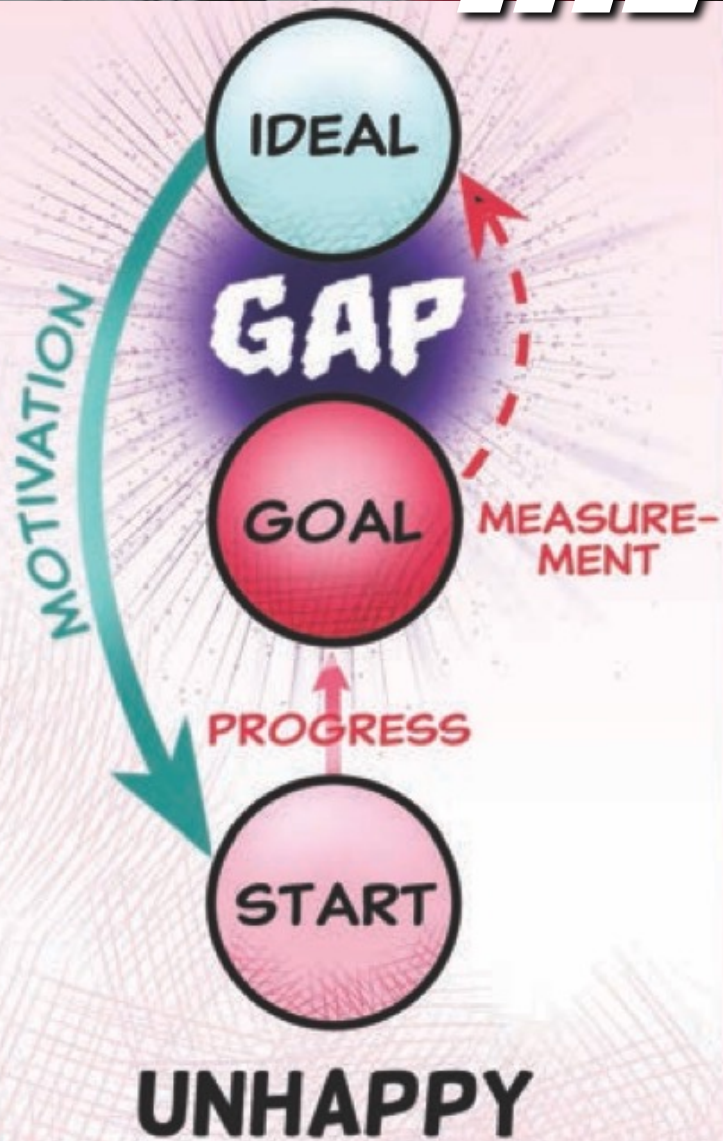 IDEAL
GAP
MOTIVATION
GOAL
MEASURE-
MENT
PROGRESS
START
UNHAPPY